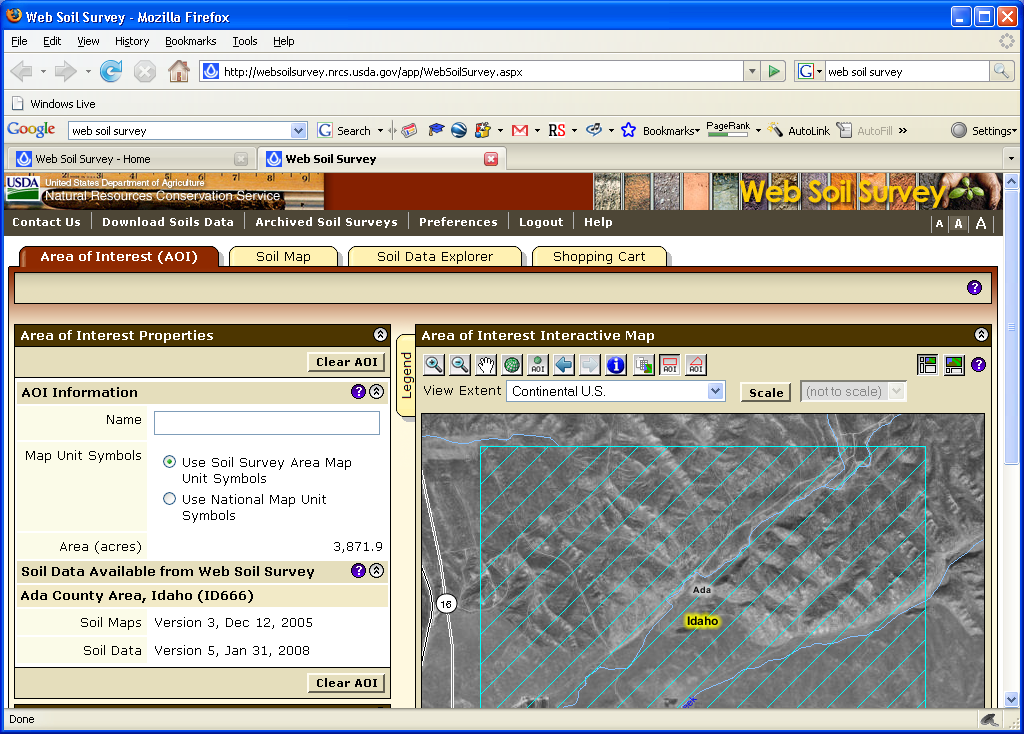 Web Soil Survey - Mozilla Firefox
File Edit View History Bookmarks Tools Help
http://websoilsurvey.nrcs.usda.gov/app/WebSoilSurvey.aspx
G web soil survey
Windows Live
Google web soil survey G Search RS Bookmarks PageRank AutoLink AutoFill » Settings
Web Soil Survey - Home Web Soil Survey
USDA United States Department of Agriculture
Natural Resources Conservation Service
Web Soil Survey
Contact Us Download Soils Data Archived Soil Surveys Preferences Logout Help A A A
Area of Interest (AOI) Soil Map Soil Data Explorer Shopping Cart
?
Area of Interest Properties
Clear AOI
AOI Information ?
Name
Map Unit Symbols
Use Soil Survey Area Map
Unit Symbols
Use National Map Unit
Symbols
Area (acres) 3,871.9
Soil Data Available from Web Soil Survey ?
Ada County Area, Idaho (ID666)
Soil Maps Version 3, Dec 12, 2005
Soil Data Version 5, Jan 31, 2008
Clear AOI
Legend
Area of Interest Interactive Map
AOI i AOI AOI ?
View Extent Continental U.S. Scale (not to scale)
16
Ada
Idaho
Done